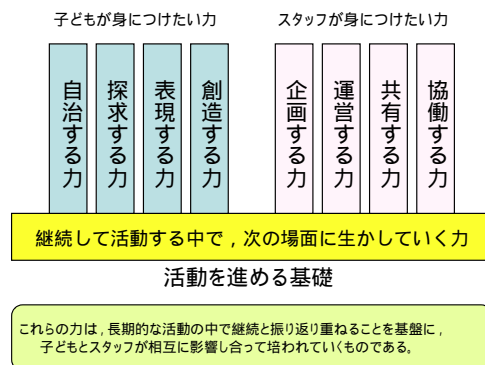 子どもが身につけたい力
スタッフが身につけたい力
自治する力
探求する力
表現する力
創造する力
企画する力
運営する力
共有する力
協働する力
継続して活動する中で，次の場面に生かしていく力
活動を進める基礎
これらの力は，長期的な活動の中で継続と振り返り重ねることを基盤に，
子どもとスタッフが相互に影響し合って培われていくものである。